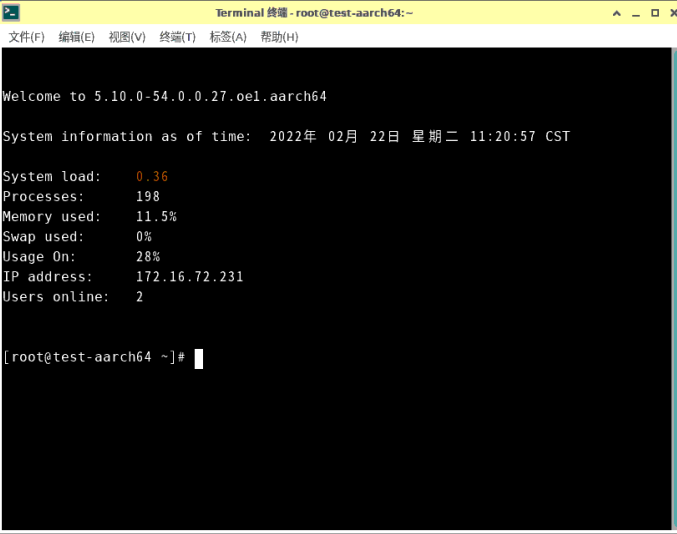 Terminal 终端 - root@test-aarch64:~
文件(F) 编辑(E) 视图(V) 终端(T) 标签(A) 帮助(H)
Welcome to 5.10.0-54.0.0.27.oe1.aarch64
System information as of time:  2022年 02月 22日 星期二 11:20:57 CST
System load:    0.36
Processes:      198
Memory used:    11.5%
Swap used:      0%
Usage On:       28%
IP address:     172.16.72.231
Users online:   2
[root@test-aarch64 ~]#